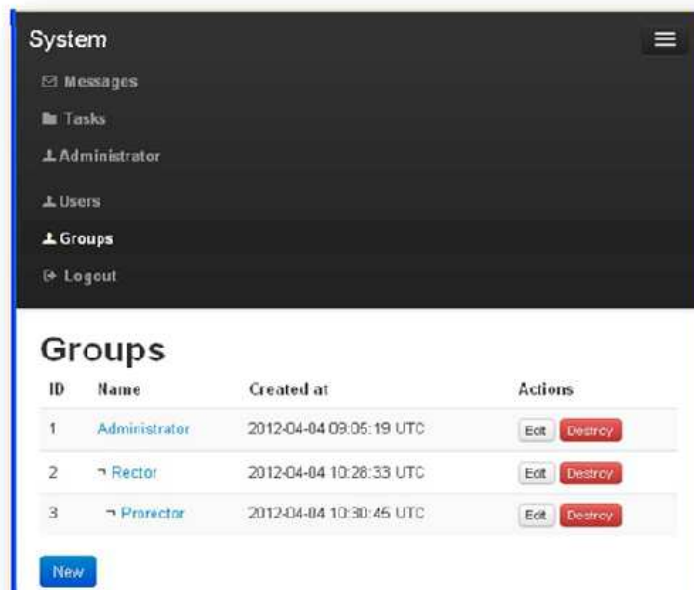 System
Messages
Tasks
Administrator
Users
Groups
Logout
Groups
ID Name Created at Actions
1 Administrator 2012-04-04 09:05:19 UTC Edit Destroy
2 ¬ Rector 2012-04-04 10:28:33 UTC Edit Destroy
3 ¬ Prorector 2012-04-04 10:30:45 UTC Edit Destroy
New